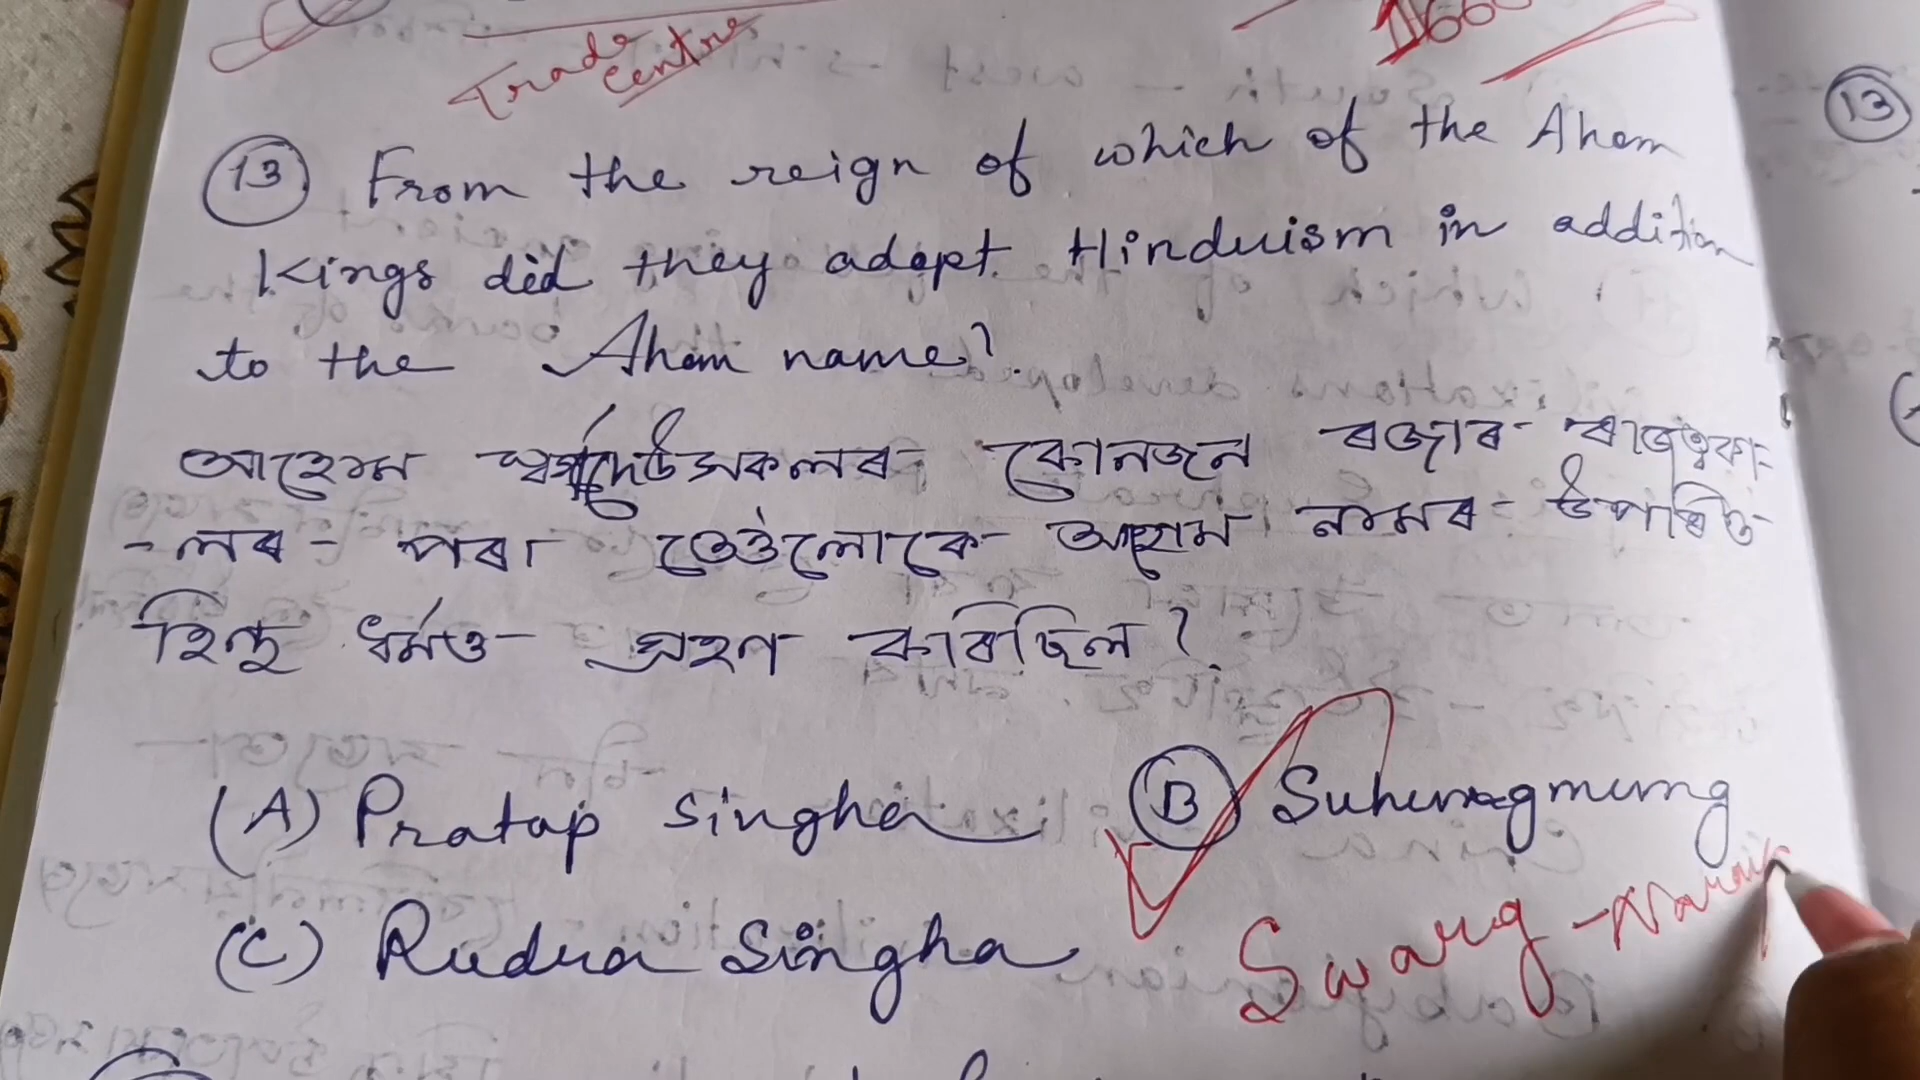 Trade
centre
1660
13 From the reign of which of the Ahom
Kings did they adopt Hinduism in addition
to the Ahom name?
আহোম স্বৰ্গদেউসকলৰ কোনজন ৰজাৰ ৰাজত্বকা-
-লৰ পৰা তেওঁলোকে আহোম নামৰ উপৰিও
হিন্দু ধৰ্মও গ্ৰহণ কৰিছিল?
(A) Pratap Singha (B) Suhungmung
Swarg-Narai
(C) Rudra Singha
13